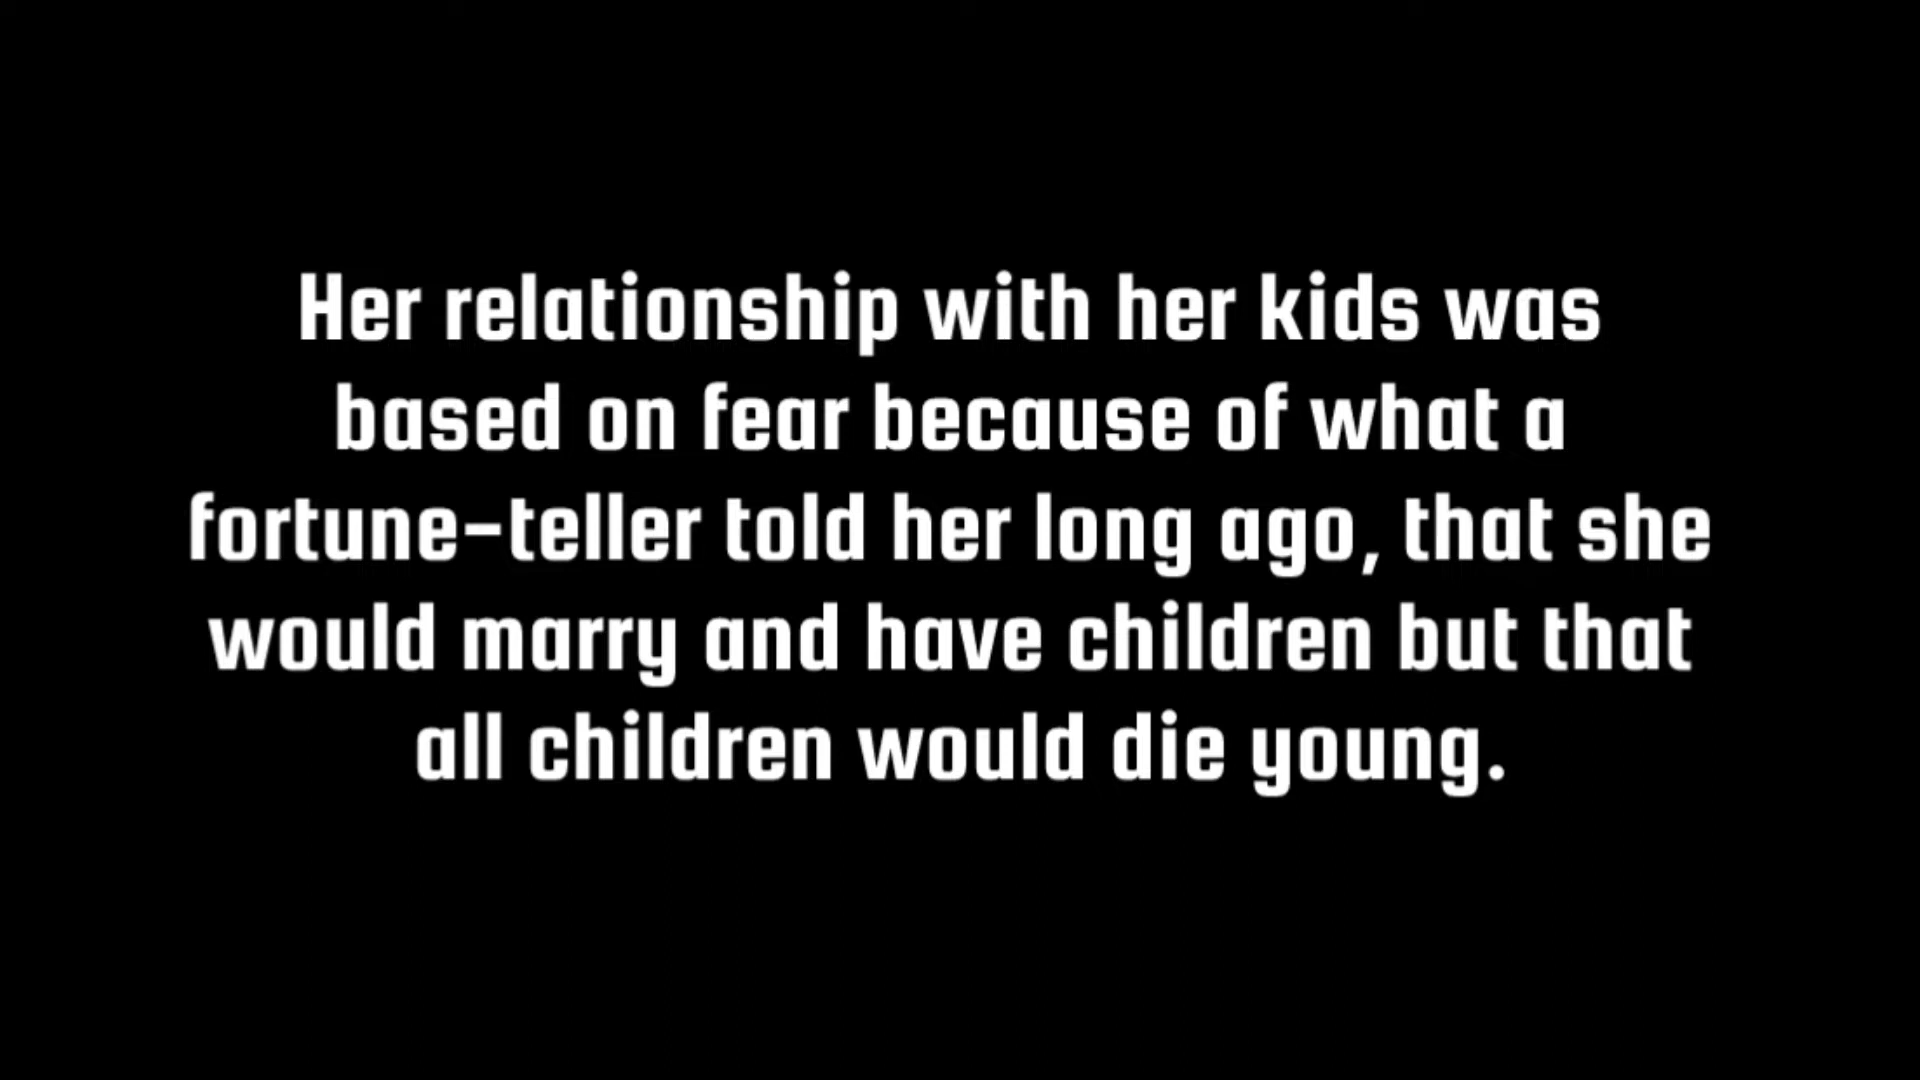 Her relationship with her kids was
based on fear because of what a
fortune-teller told her long ago, that she
would marry and have children but that
all children would die young.